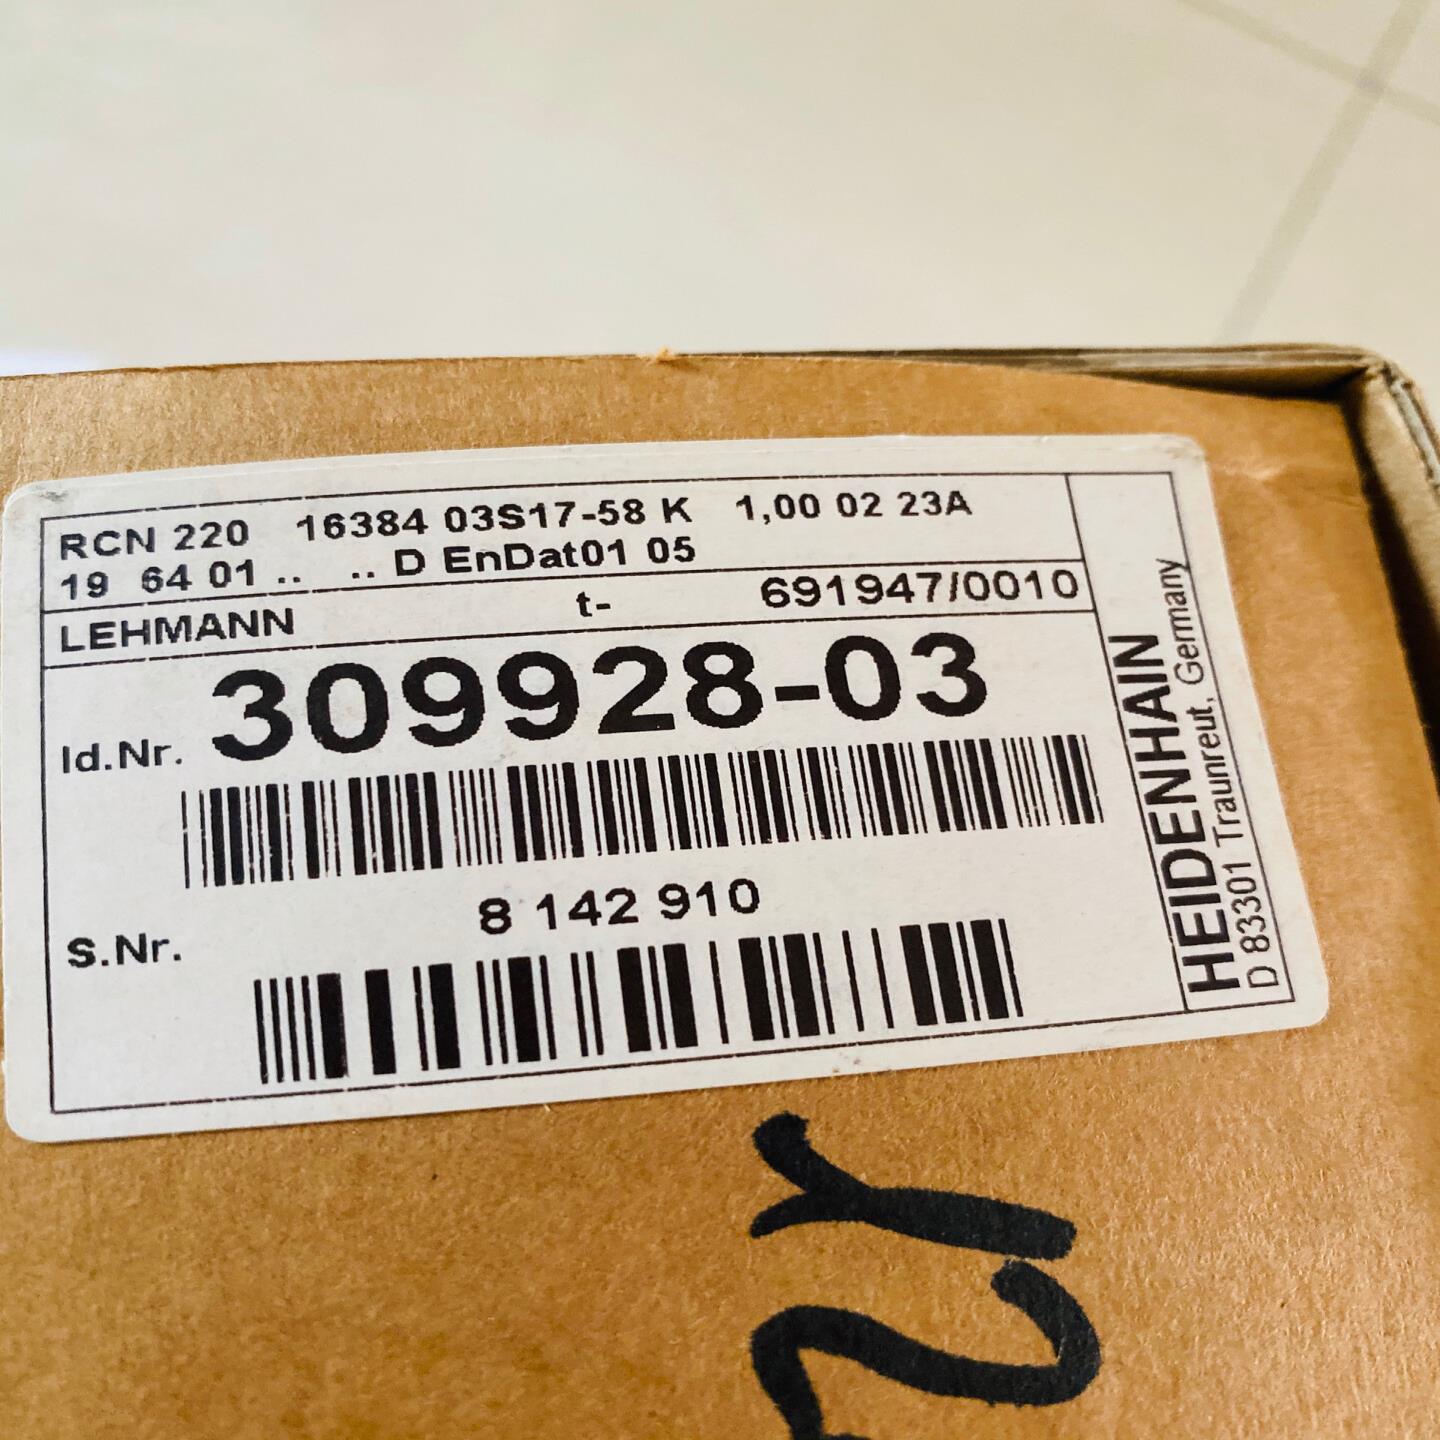 RCN 220 16384 03S17-58 K 1,00 02 23A
19 64 01 .. .. D EnDat01 05
LEHMANN t- 691947/0010
Id.Nr. 309928-03
S.Nr. 8 142 910
HEIDENHAIN
D 83301 Traunreut, Germany